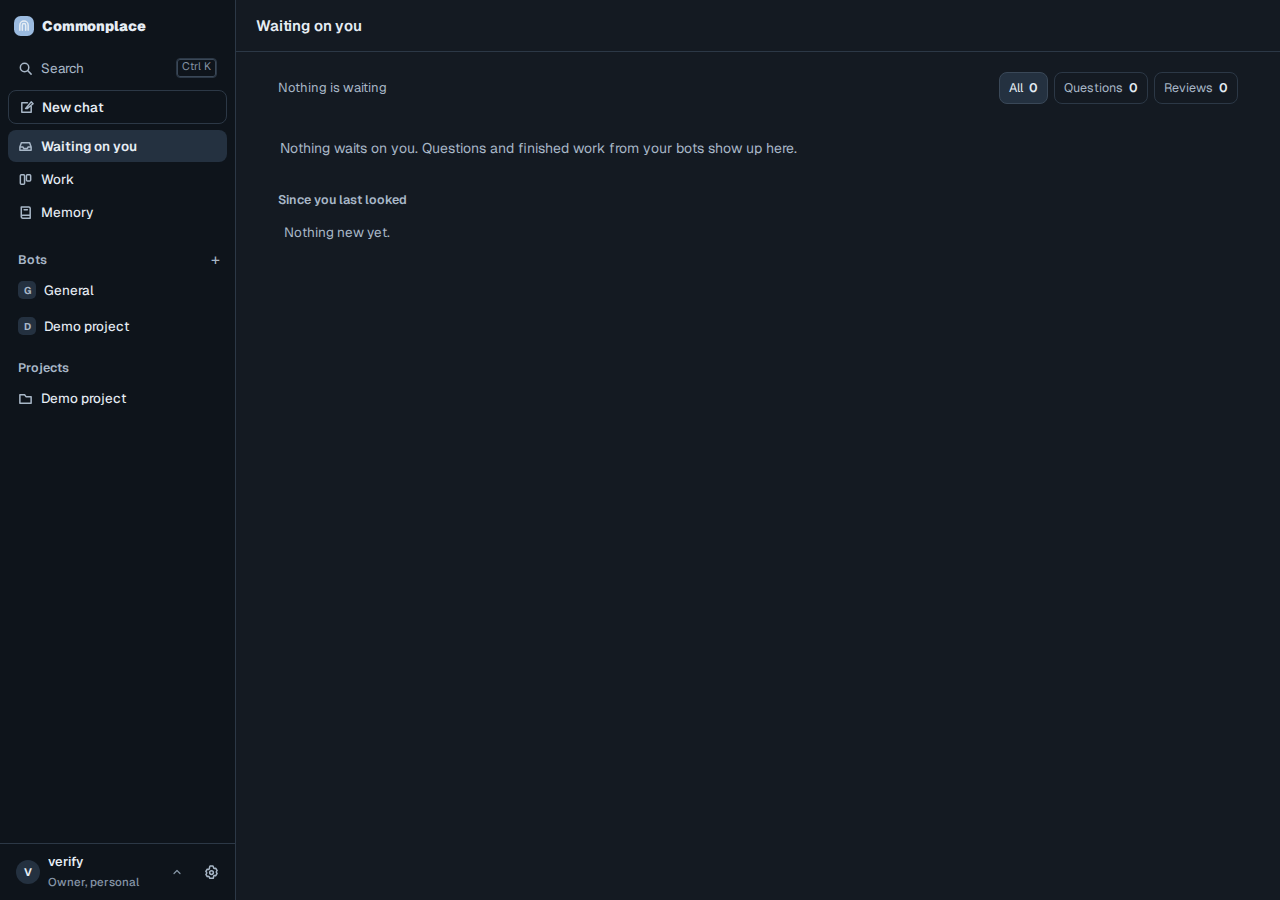 Commonplace
Search
Ctrl K
New chat
Waiting on you
Work
Memory
Bots
+
G General
D Demo project
Projects
Demo project
V
verify
Owner, personal
Waiting on you
Nothing is waiting
All 0
Questions 0
Reviews 0
Nothing waits on you. Questions and finished work from your bots show up here.
Since you last looked
Nothing new yet.